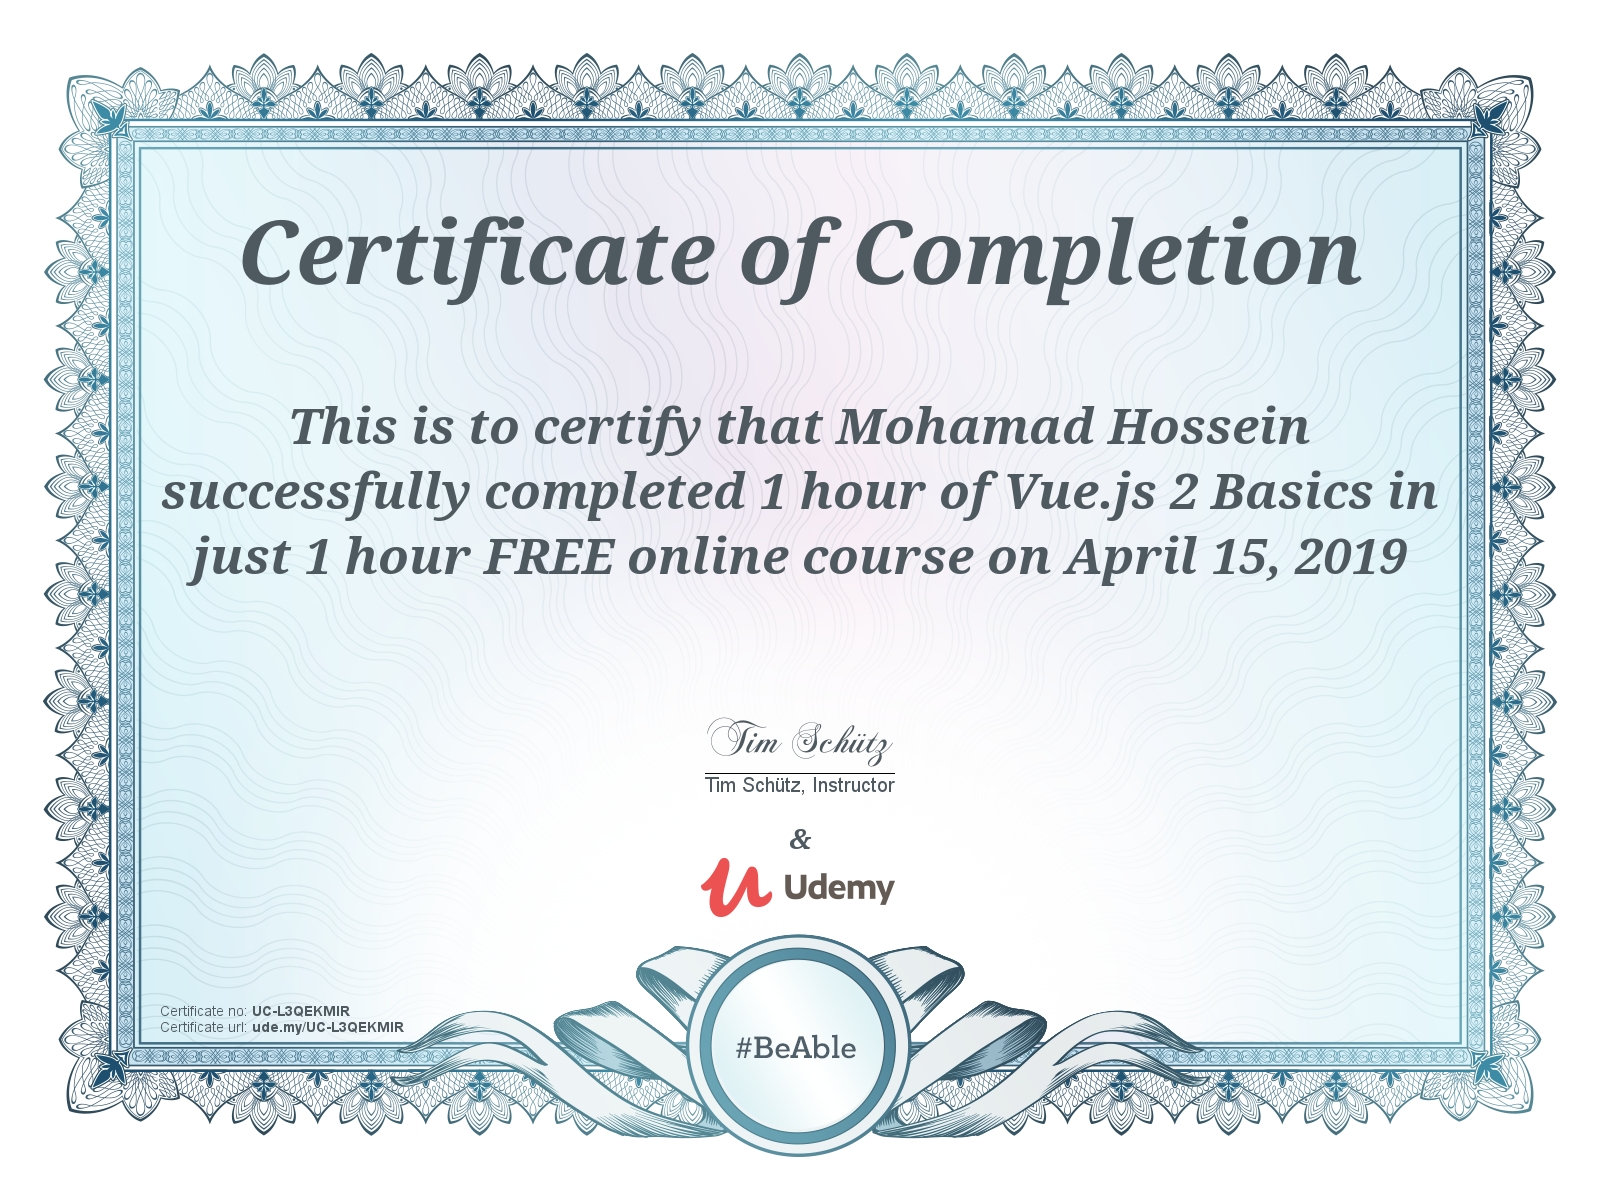 Certificate of Completion
This is to certify that Mohamad Hossein
successfully completed 1 hour of Vue.js 2 Basics in
just 1 hour FREE online course on April 15, 2019
Tim Schütz
Tim Schütz, Instructor
&
Udemy
#BeAble
Certificate no: UC-L3QEKMIR
Certificate url: ude.my/UC-L3QEKMIR